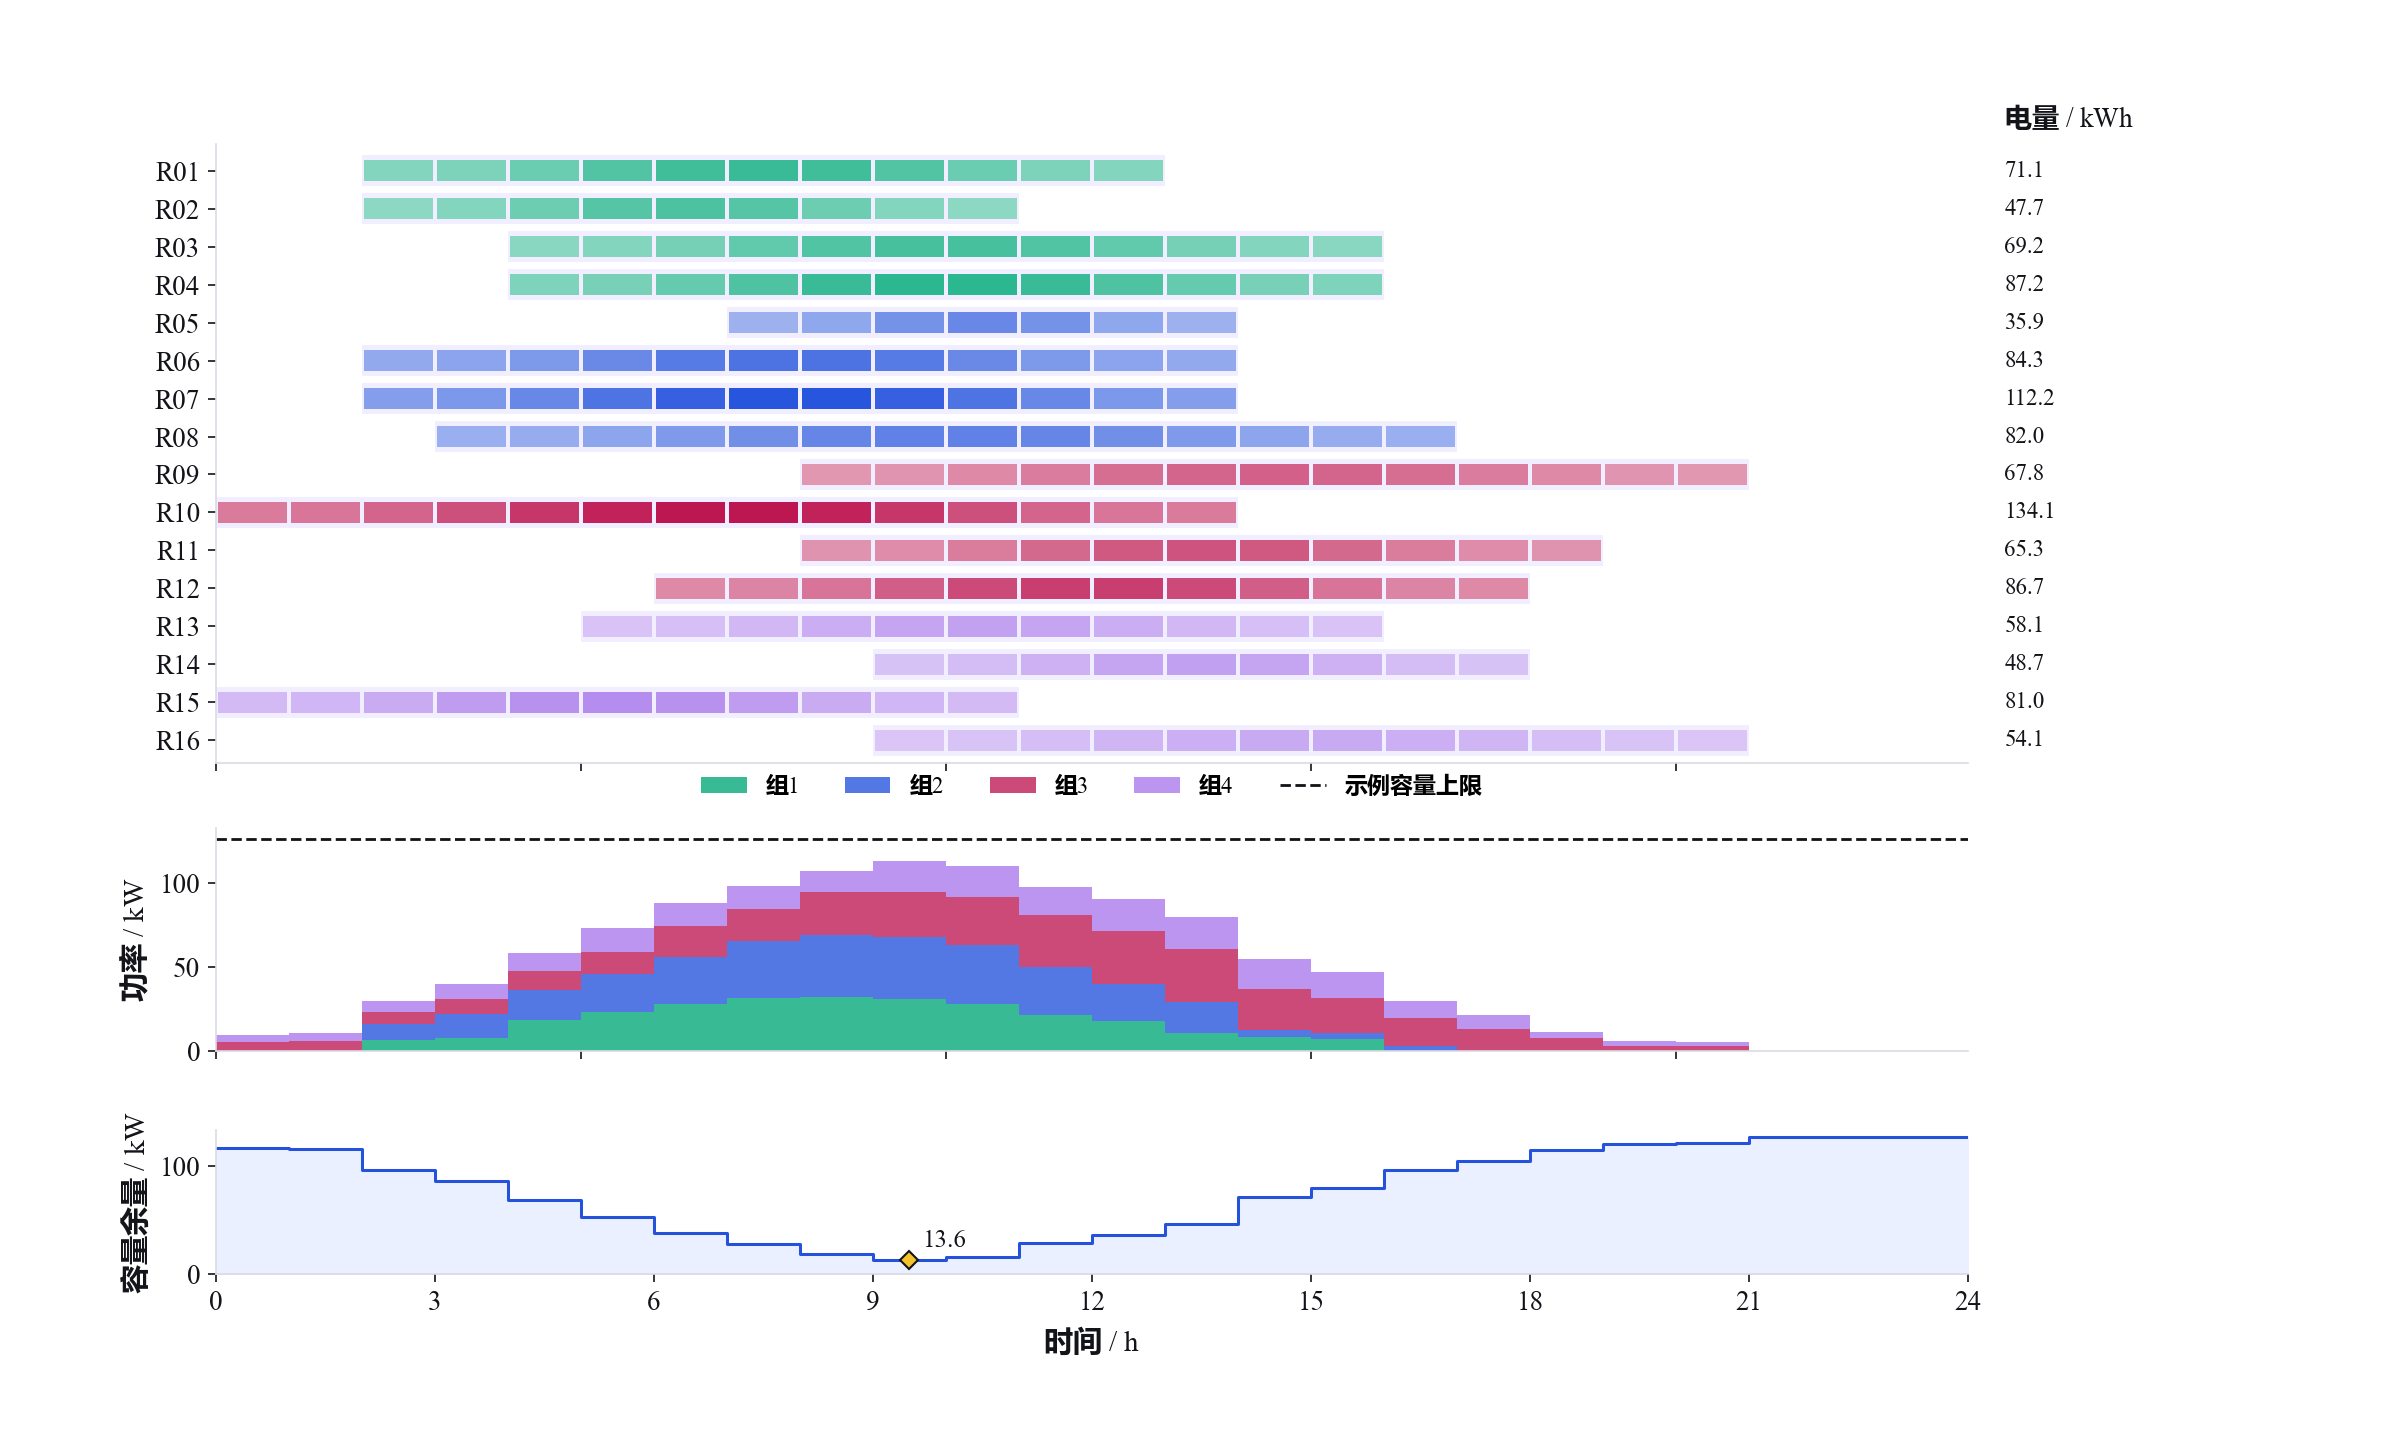 电量 / kWh
R01 71.1
R02 47.7
R03 69.2
R04 87.2
R05 35.9
R06 84.3
R07 112.2
R08 82.0
R09 67.8
R10 134.1
R11 65.3
R12 86.7
R13 58.1
R14 48.7
R15 81.0
R16 54.1
组1 组2 组3 组4 示例容量上限
功率 / kW
100
50
0
容量余量 / kW
100
0
13.6
0 3 6 9 12 15 18 21 24
时间 / h